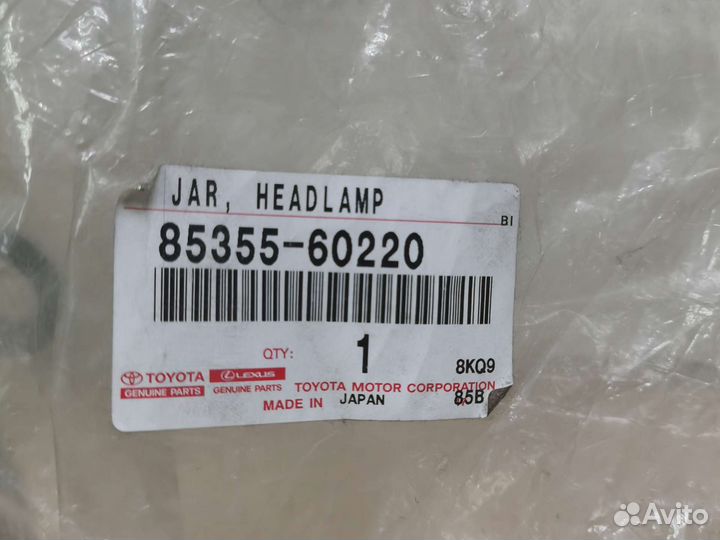 JAR, HEADLAMP
BI
85355-60220
QTY: 1
8KQ9
TOYOTA LEXUS
GENUINE PARTS GENUINE PARTS TOYOTA MOTOR CORPORATION
MADE IN JAPAN
85B
Avito